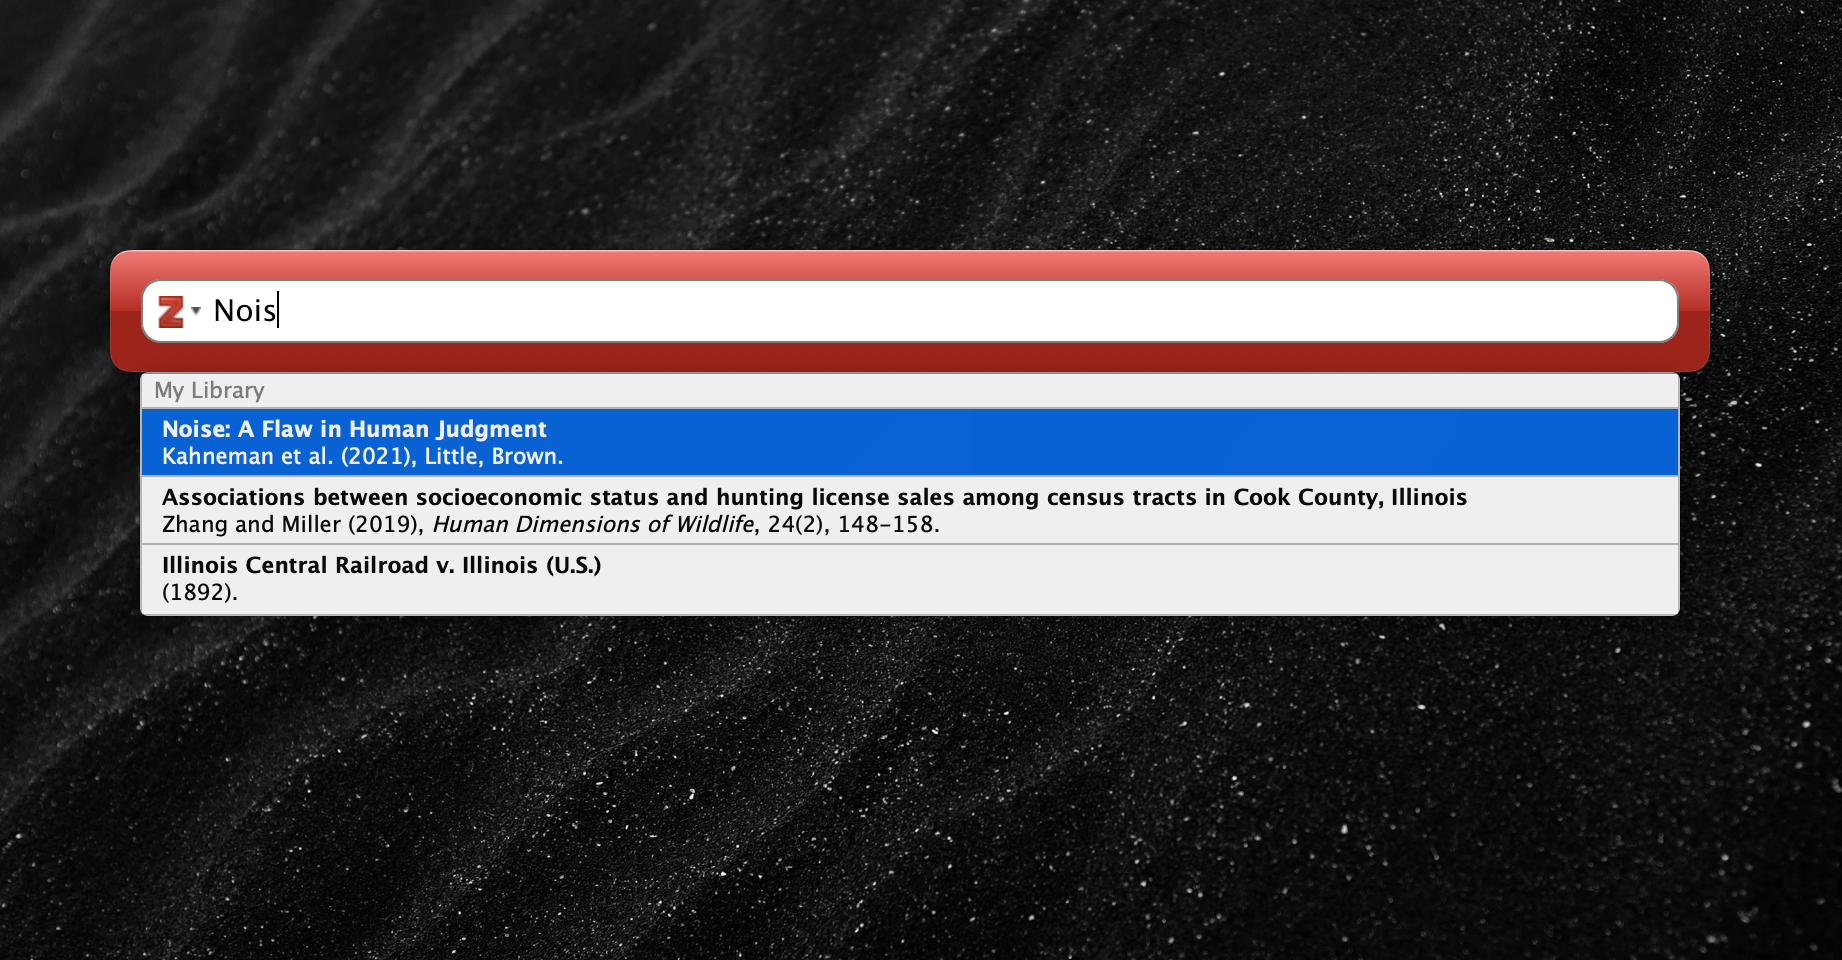 Z Nois
My Library
Noise: A Flaw in Human Judgment
Kahneman et al. (2021), Little, Brown.
Associations between socioeconomic status and hunting license sales among census tracts in Cook County, Illinois
Zhang and Miller (2019), Human Dimensions of Wildlife, 24(2), 148–158.
Illinois Central Railroad v. Illinois (U.S.)
(1892).